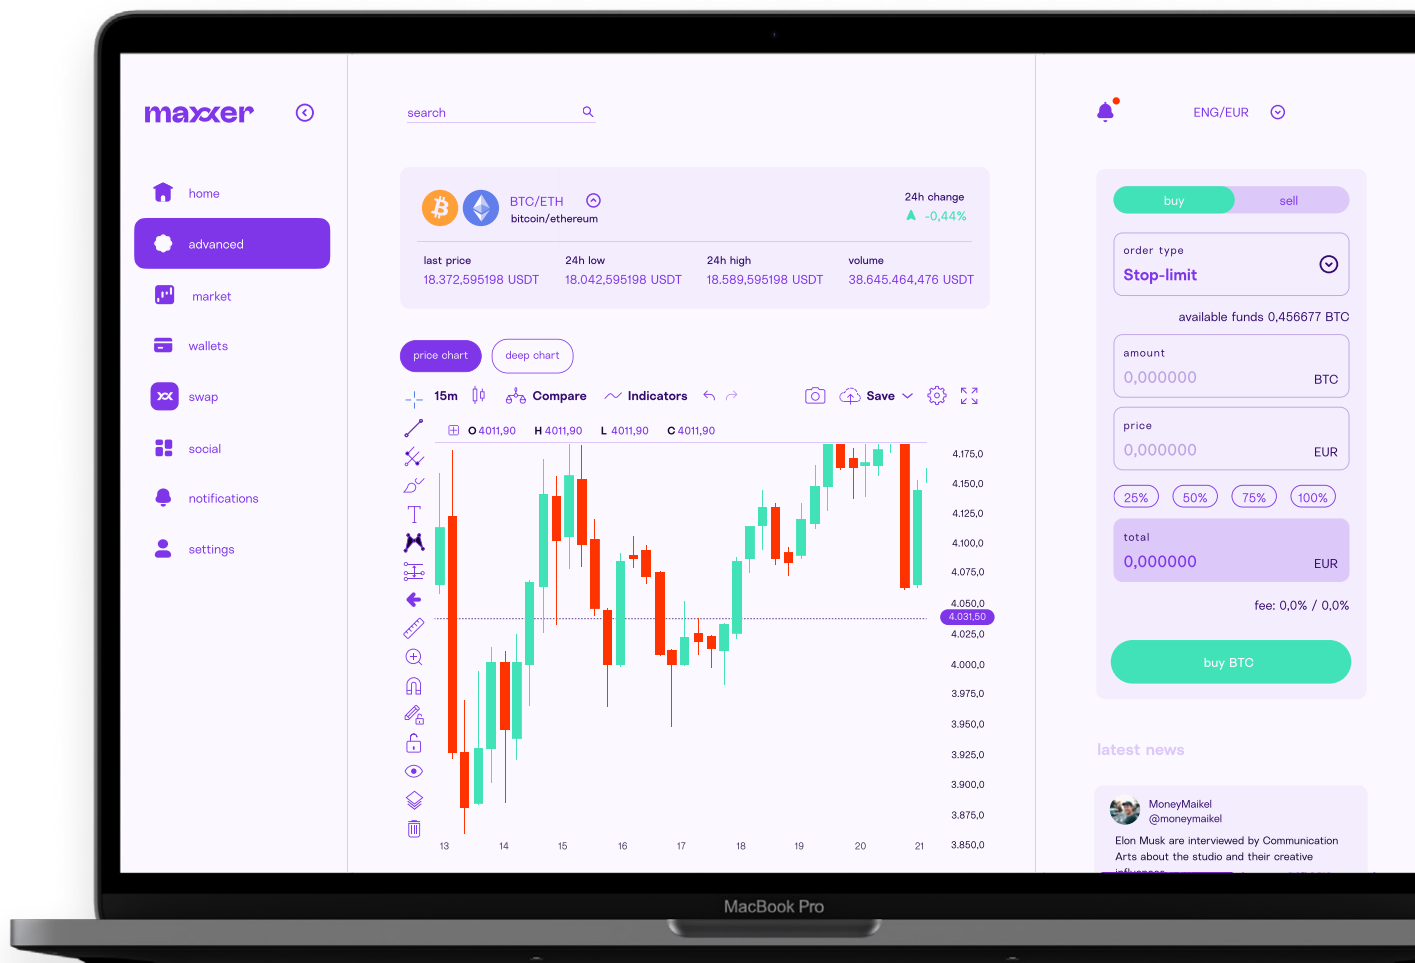 maxxer
home
advanced
market
wallets
swap
social
notifications
settings
search
BTC/ETH
bitcoin/ethereum
24h change
-0,44%
last price
18.372,595198 USDT
24h low
18.042,595198 USDT
24h high
18.589,595198 USDT
volume
38.645.464,476 USDT
price chart
deep chart
15m
Compare
Indicators
Save
O 4011,90 H 4011,90 L 4011,90 C 4011,90
4.175,0
4.150,0
4.125,0
4.100,0
4.075,0
4.050,0
4.031,50
4.025,0
4.000,0
3.975,0
3.950,0
3.925,0
3.900,0
3.875,0
3.850,0
13 14 15 16 17 18 19 20 21
ENG/EUR
buy
sell
order type
Stop-limit
available funds 0,456677 BTC
amount
0,000000 BTC
price
0,000000 EUR
25% 50% 75% 100%
total
0,000000 EUR
fee: 0,0% / 0,0%
buy BTC
latest news
MoneyMaikel
@moneymaikel
Elon Musk are interviewed by Communication
Arts about the studio and their creative
MacBook Pro